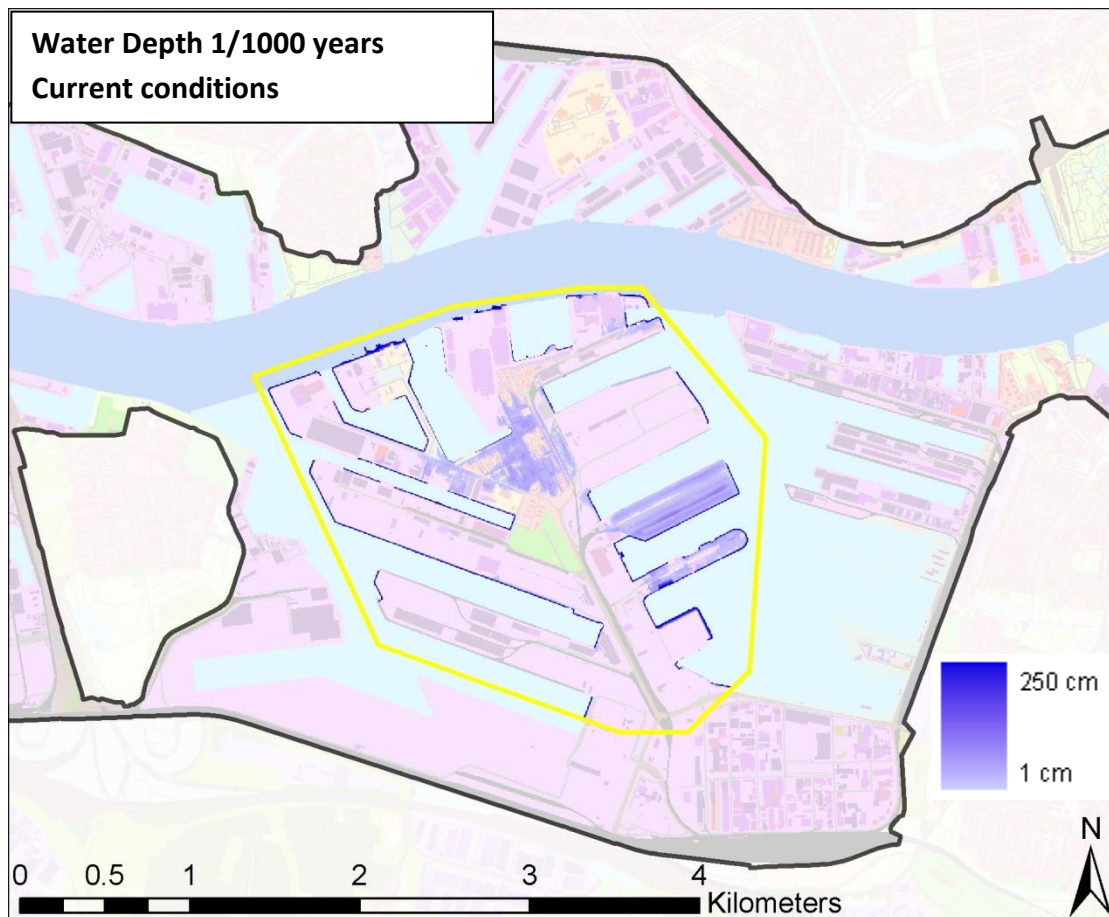 Water Depth 1/1000 years
Current conditions
250 cm
1 cm
N
0 0.5 1 2 3 4
Kilometers